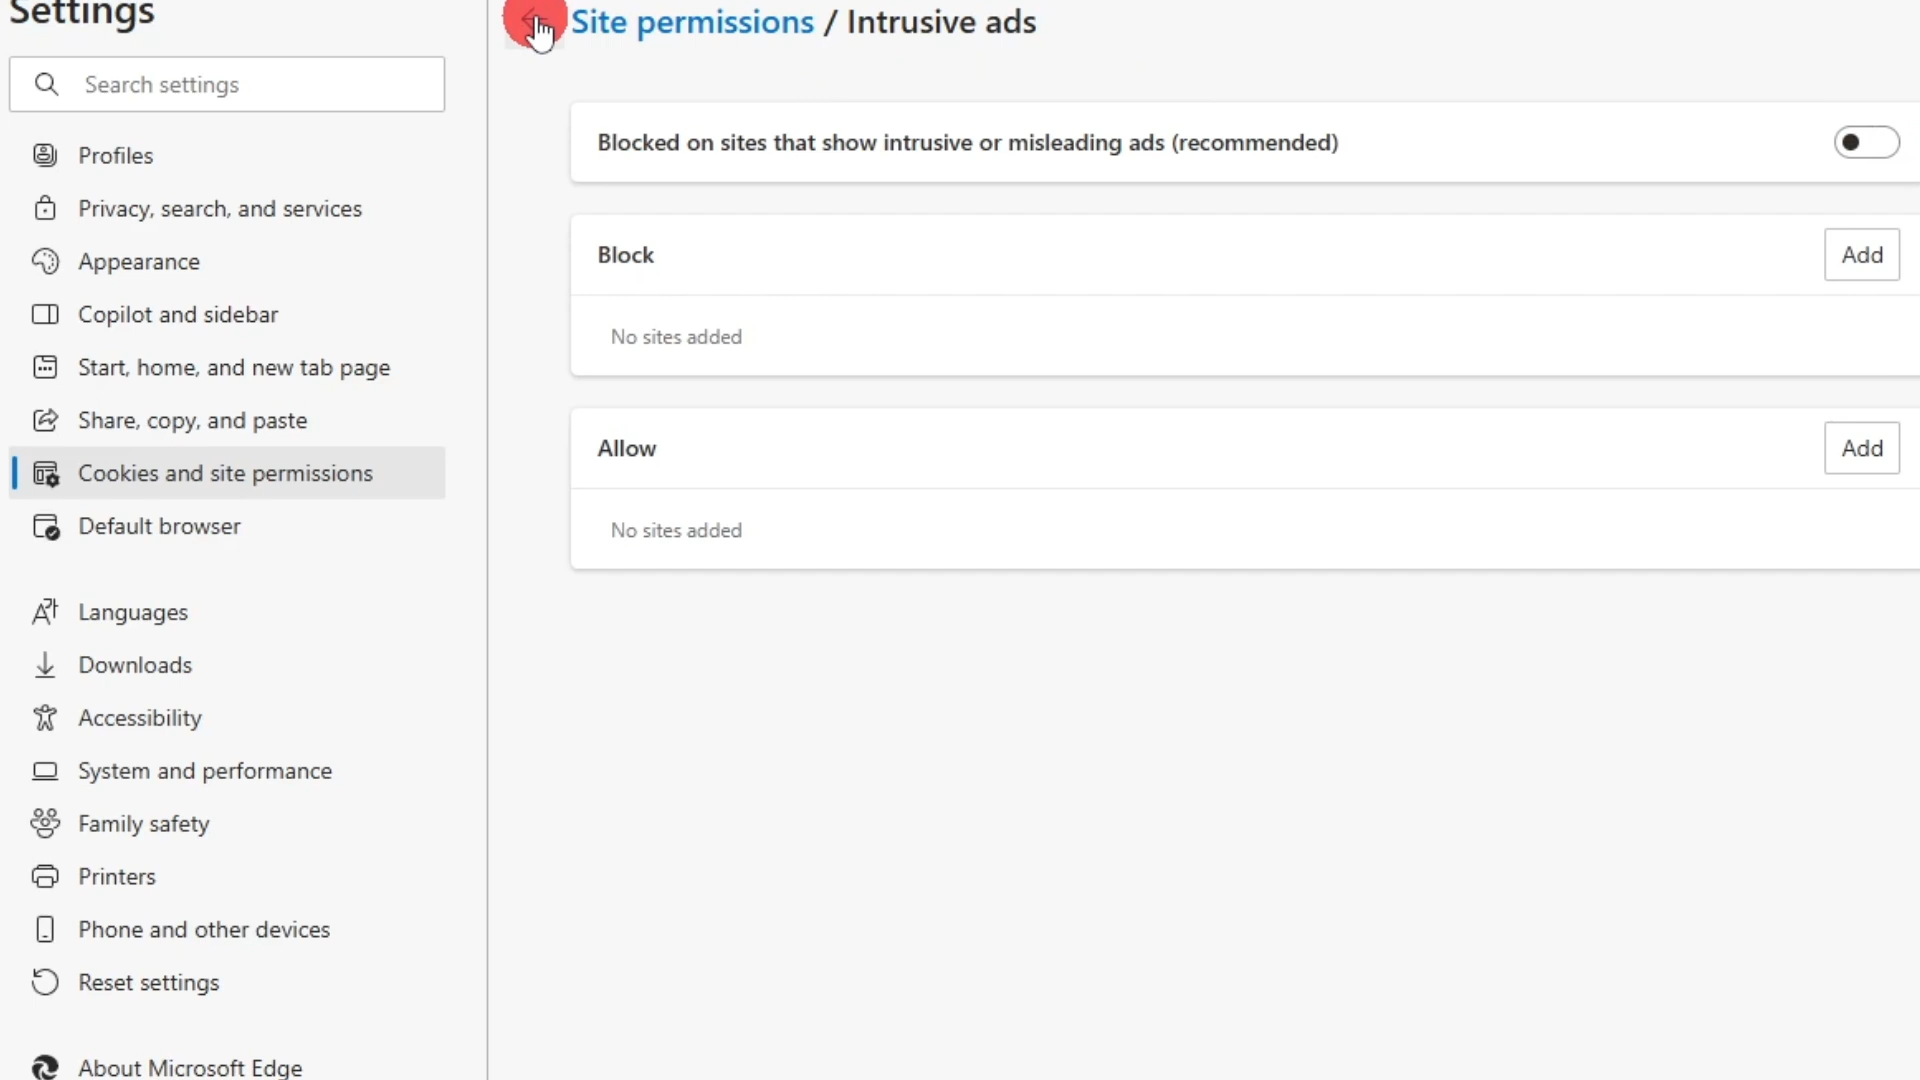 Settings
Search settings
Profiles
Privacy, search, and services
Appearance
Copilot and sidebar
Start, home, and new tab page
Share, copy, and paste
Cookies and site permissions
Default browser
Languages
Downloads
Accessibility
System and performance
Family safety
Printers
Phone and other devices
Reset settings
About Microsoft Edge
Site permissions / Intrusive ads
Blocked on sites that show intrusive or misleading ads (recommended)
Block
Add
No sites added
Allow
Add
No sites added